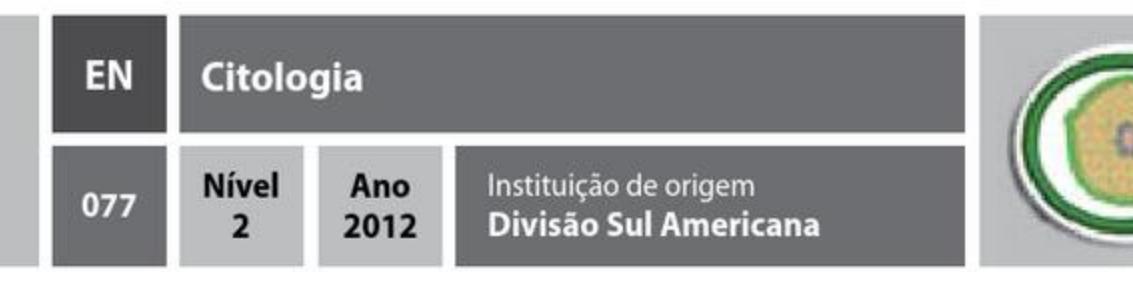 EN
Citologia
077
Nível
2
Ano
2012
Instituição de origem
Divisão Sul Americana